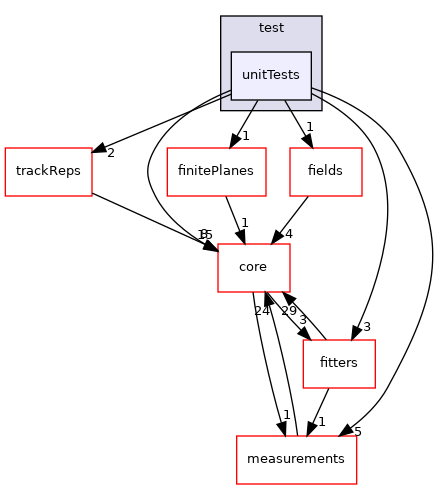 test
unitTests
2
1
1
trackReps
finitePlanes
fields
1
4
core
24
29
3
3
fitters
1
1
5
measurements